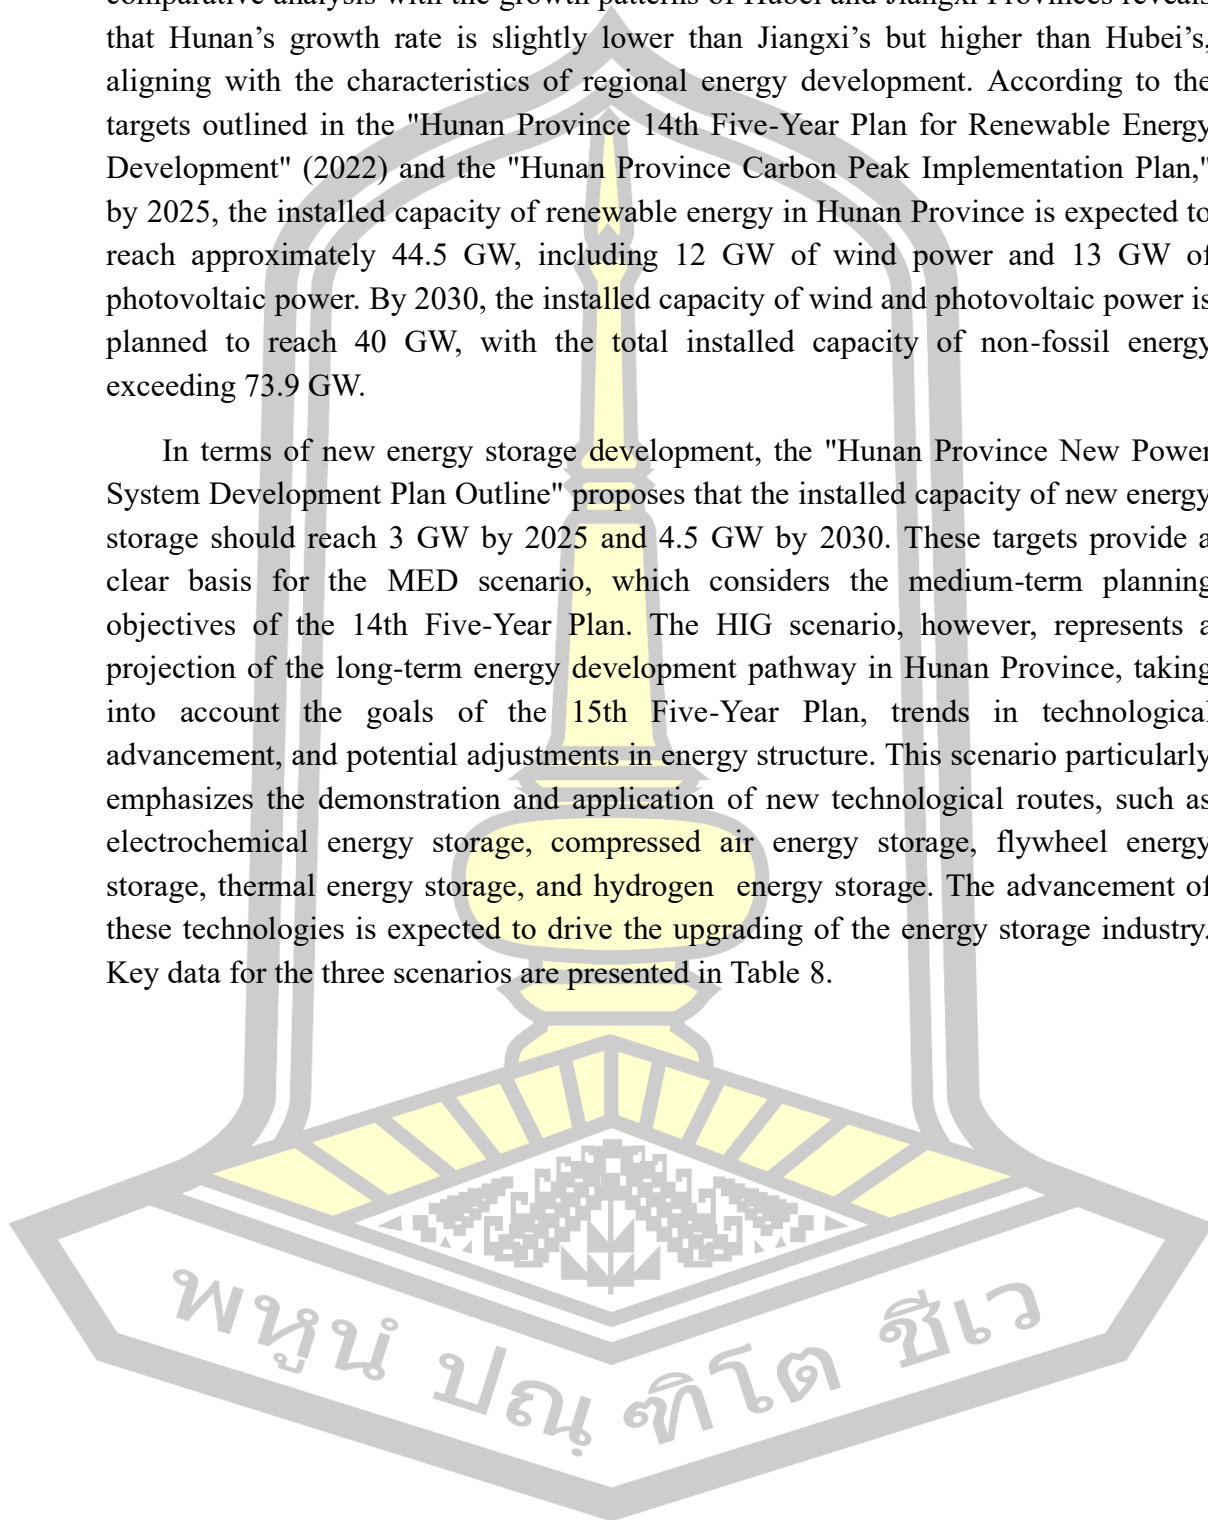 comparative analysis with the growth patterns of Hubei and Jiangxi Provinces reveals
that Hunan’s growth rate is slightly lower than Jiangxi’s but higher than Hubei’s,
aligning with the characteristics of regional energy development. According to the
targets outlined in the "Hunan Province 14th Five-Year Plan for Renewable Energy
Development" (2022) and the "Hunan Province Carbon Peak Implementation Plan,"
by 2025, the installed capacity of renewable energy in Hunan Province is expected to
reach approximately 44.5 GW, including 12 GW of wind power and 13 GW of
photovoltaic power. By 2030, the installed capacity of wind and photovoltaic power is
planned to reach 40 GW, with the total installed capacity of non-fossil energy
exceeding 73.9 GW.
In terms of new energy storage development, the "Hunan Province New Power
System Development Plan Outline" proposes that the installed capacity of new energy
storage should reach 3 GW by 2025 and 4.5 GW by 2030. These targets provide a
clear basis for the MED scenario, which considers the medium-term planning
objectives of the 14th Five-Year Plan. The HIG scenario, however, represents a
projection of the long-term energy development pathway in Hunan Province, taking
into account the goals of the 15th Five-Year Plan, trends in technological
advancement, and potential adjustments in energy structure. This scenario particularly
emphasizes the demonstration and application of new technological routes, such as
electrochemical energy storage, compressed air energy storage, flywheel energy
storage, thermal energy storage, and hydrogen energy storage. The advancement of
these technologies is expected to drive the upgrading of the energy storage industry.
Key data for the three scenarios are presented in Table 8.
พหูนํ ปณฺฑิโต ชีเว